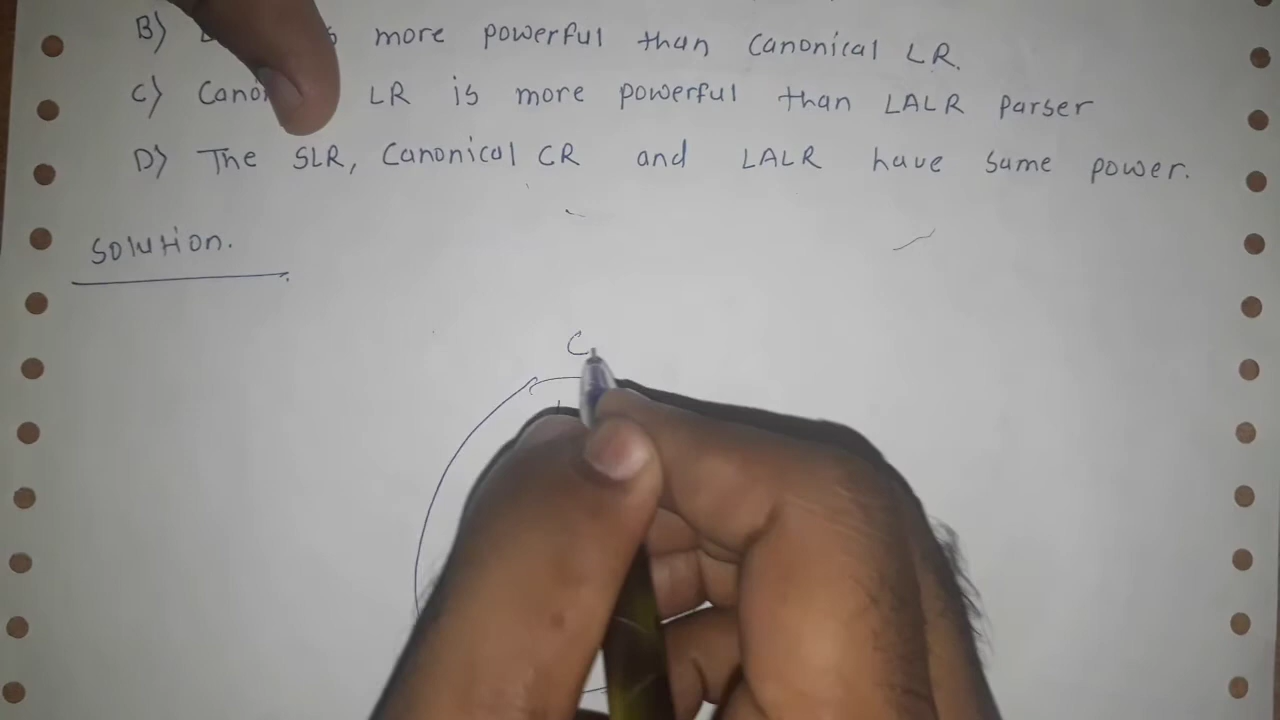 B) more powerful than Canonical LR.
C) LR is more powerful than LALR Parser
D) The SLR, Canonical CR and LALR have same power.
Solution.
C